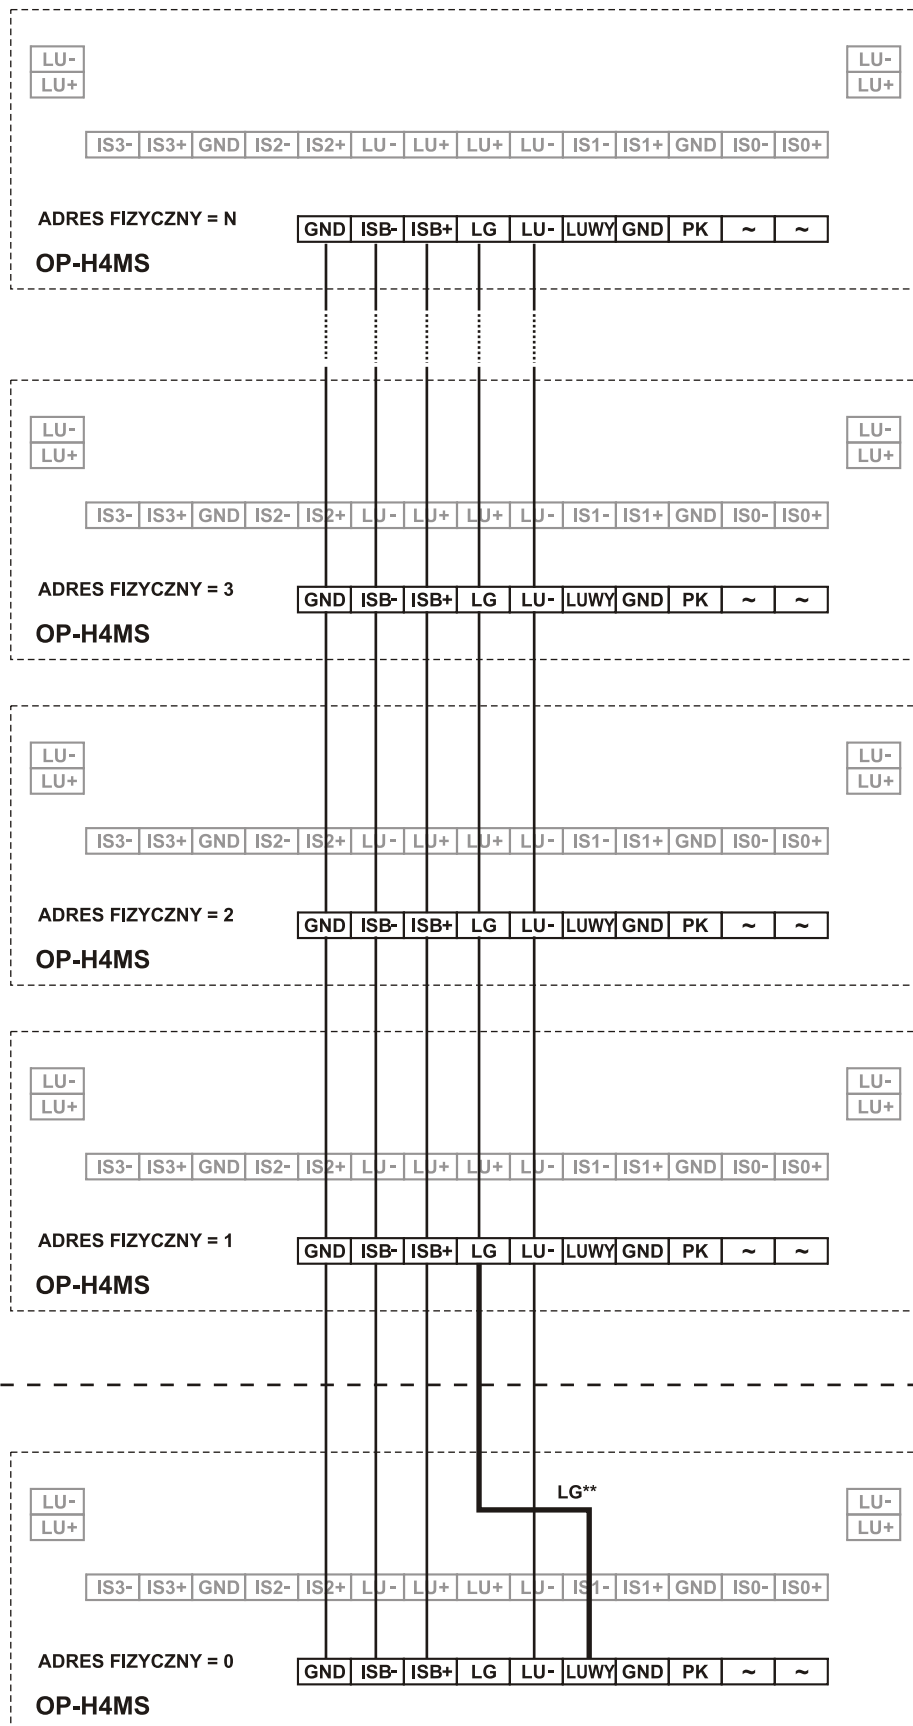 LU- LU-
LU+ LU+
IS3- IS3+ GND IS2- IS2+ LU- LU+ LU+ LU- IS1- IS1+ GND IS0- IS0+
ADRES FIZYCZNY = N
GND ISB- ISB+ LG LU- LUWY GND PK ~ ~
OP-H4MS
LU- LU-
LU+ LU+
IS3- IS3+ GND IS2- IS2+ LU- LU+ LU+ LU- IS1- IS1+ GND IS0- IS0+
ADRES FIZYCZNY = 3
GND ISB- ISB+ LG LU- LUWY GND PK ~ ~
OP-H4MS
LU- LU-
LU+ LU+
IS3- IS3+ GND IS2- IS2+ LU- LU+ LU+ LU- IS1- IS1+ GND IS0- IS0+
ADRES FIZYCZNY = 2
GND ISB- ISB+ LG LU- LUWY GND PK ~ ~
OP-H4MS
LU- LU-
LU+ LU+
IS3- IS3+ GND IS2- IS2+ LU- LU+ LU+ LU- IS1- IS1+ GND IS0- IS0+
ADRES FIZYCZNY = 1
GND ISB- ISB+ LG LU- LUWY GND PK ~ ~
OP-H4MS
LG**
LU- LU-
LU+ LU+
IS3- IS3+ GND IS2- IS2+ LU- LU+ LU+ LU- IS1- IS1+ GND IS0- IS0+
ADRES FIZYCZNY = 0
GND ISB- ISB+ LG LU- LUWY GND PK ~ ~
OP-H4MS